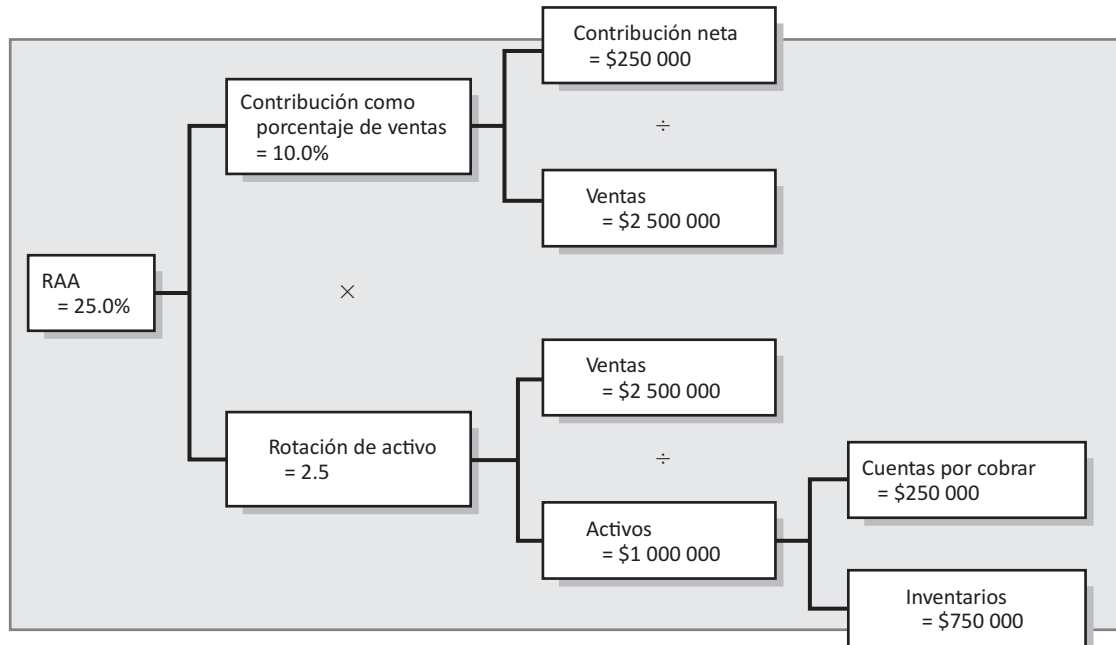 Contribución neta
= $250 000
Contribución como
porcentaje de ventas
= 10.0%
÷
Ventas
= $2 500 000
RAA
= 25.0%
×
Ventas
= $2 500 000
Rotación de activo
= 2.5
÷
Cuentas por cobrar
= $250 000
Activos
= $1 000 000
Inventarios
= $750 000